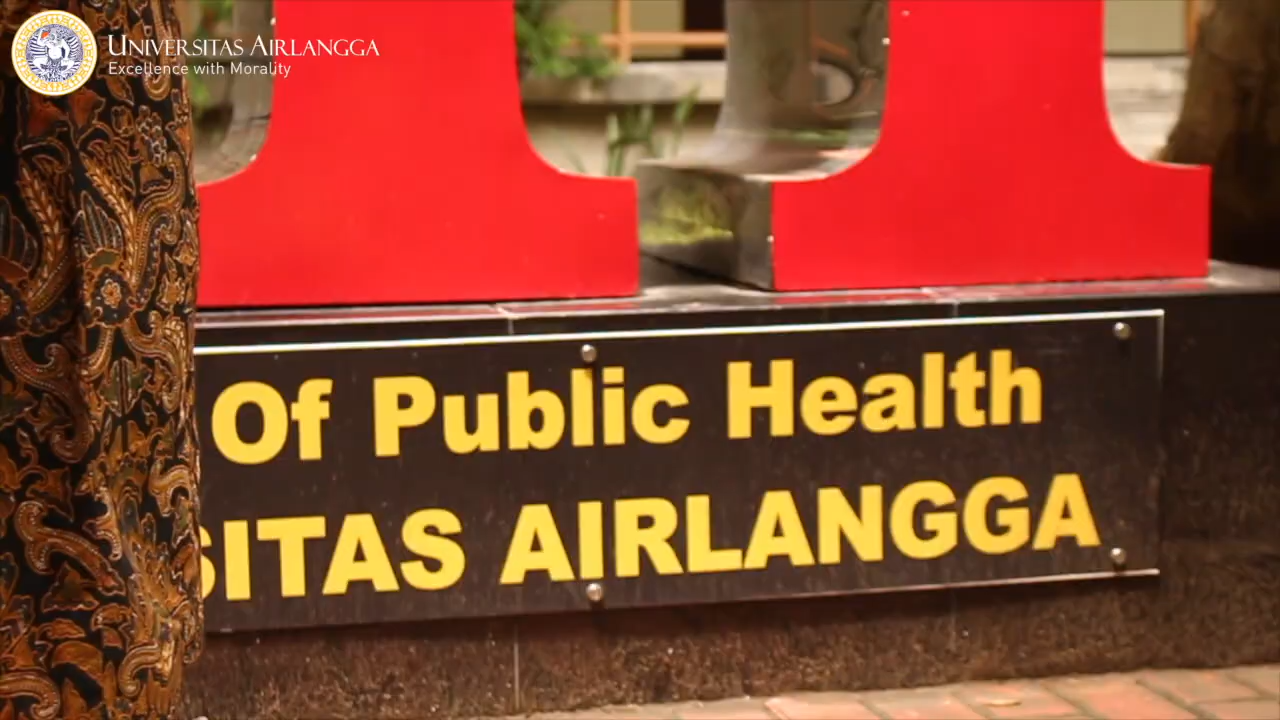 UNIVERSITAS AIRLANGGA
Excellence with Morality
Of Public Health
SITAS AIRLANGGA